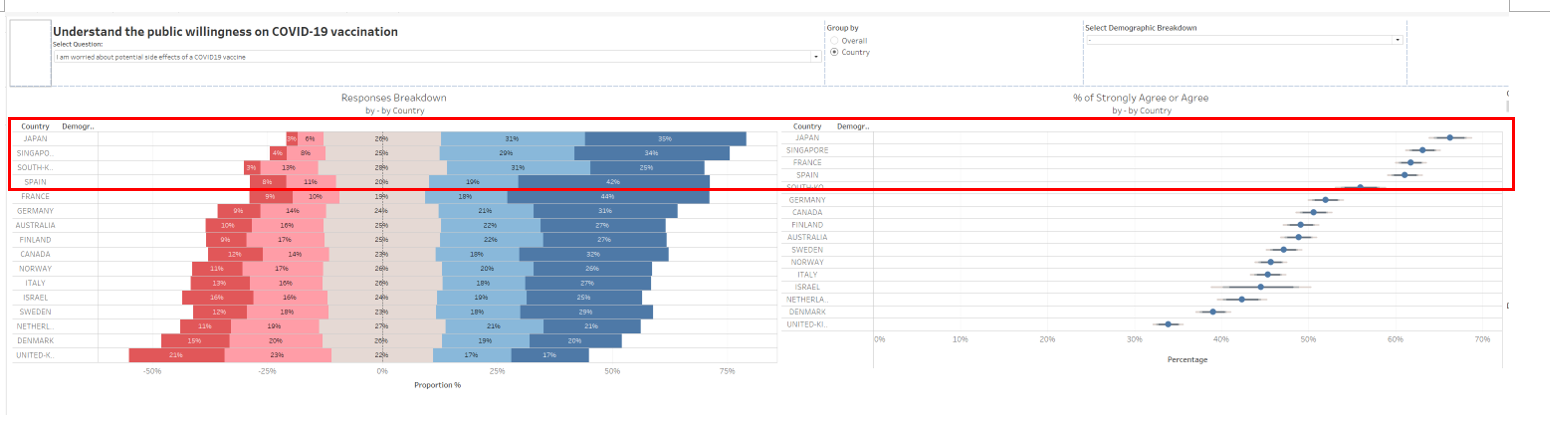 Understand the public willingness on COVID-19 vaccination
Select Question:
I am worried about potential side effects of a COVID19 vaccine
Group by
Overall
Country
Select Demographic Breakdown
-
Responses Breakdown
by - by Country
Country Demogr..
JAPAN 3% 6% 26% 31% 35%
SINGAPO.. 4% 8% 25% 29% 34%
SOUTH-K.. 3% 13% 28% 31% 25%
SPAIN 8% 11% 20% 19% 42%
FRANCE 9% 10% 19% 18% 44%
GERMANY 9% 14% 24% 21% 31%
AUSTRALIA 10% 16% 25% 22% 27%
FINLAND 9% 17% 25% 22% 27%
CANADA 12% 14% 23% 18% 32%
NORWAY 11% 17% 26% 20% 26%
ITALY 13% 16% 26% 18% 27%
ISRAEL 16% 16% 24% 19% 25%
SWEDEN 12% 18% 23% 18% 29%
NETHERL.. 11% 19% 27% 21% 21%
DENMARK 15% 20% 26% 19% 20%
UNITED-K.. 21% 23% 22% 17% 17%
-50% -25% 0% 25% 50% 75%
Proportion %
% of Strongly Agree or Agree
by - by Country
Country Demogr..
JAPAN
SINGAPORE
FRANCE
SPAIN
SOUTH-KO..
GERMANY
CANADA
FINLAND
AUSTRALIA
SWEDEN
NORWAY
ITALY
ISRAEL
NETHERLA..
DENMARK
UNITED-KI..
0% 10% 20% 30% 40% 50% 60% 70%
Percentage